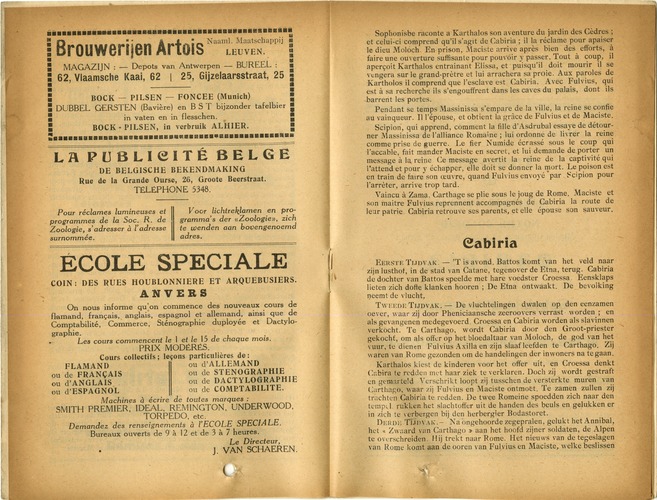 Brouwerijen Artois Naaml. Maatschappij
LEUVEN.
MAGAZIJN : — Depots van Antwerpen — BUREEL :
62, Vlaamsche Kaai, 62 | 25, Gijzelaarsstraat, 25
BOCK — PILSEN — FONCEE (Munich)
DUBBEL GERSTEN (Bavière) en B S T bijzonder tafelbier
in vaten en in flesschen.
BOCK - PILSEN, in verbruik ALHIER.
LA PUBLICITÉ BELGE
DE BELGISCHE BEKENDMAKING
Rue de la Grande Ourse, 26, Groote Beerstraat.
TELEPHONE 5348.
Pour réclames lumineuses et
programmes de la Soc. R. de
Zoologie, s'adresser à l'adresse
surnommée.
Voor lichtreklamen en pro-
gramma's der «Zoologie», zich
te wenden aan bovengenoemd
adres.
ÉCOLE SPECIALE
COIN: DES RUES HOUBLONNIERE ET ARQUEBUSIERS.
ANVERS
On nous informe qu'on commence des nouveaux cours de
flamand, français, anglais, espagnol et allemand, ainsi que de
Comptabilité, Commerce, Sténographie duployée et Dactylo-
graphie.
Les cours commencent le 1 et le 15 de chaque mois.
PRIX MODÉRÉS.
Cours collectifs; leçons particulières de:
FLAMAND
ou de FRANÇAIS
ou d'ANGLAIS
ou d'ESPAGNOL
ou d'ALLEMAND
ou de STENOGRAPHIE
ou de DACTYLOGRAPHIE
ou de COMPTABILITE.
Machines à écrire de toutes marques :
SMITH PREMIER, IDEAL, REMINGTON, UNDERWOOD,
TORPEDO, etc.
Demandez des renseignements à l'ECOLE SPECIALE.
Bureaux ouverts de 9 à 12 et de 3 à 7 heures.
Le Directeur,
J. VAN SCHAEREN.
Sophonisbe raconte a Karthalos son aventure du jardin des Cèdres ;
et celui-ci comprend qu'il s'agit de Cabiria ; il la réclame pour apaiser
le dieu Moloch. En prison, Maciste arrive après bien des efforts, à
faire une ouverture suffisante pour pouvoir y passer. Tout à coup, il
aperçoit Karthalos entraînant Elissa, et puisqu'il doit mourir il se
vengera sur le grand-prêtre et lui arrachera so proie. Aux paroles de
Kartholos il comprend que l'esclave est Cabiria. Avec Fulvius, qui
est à sa recherche ils s'engouffrent dans les caves du palais, dont ils
barrent les portes.
Pendant se temps Massinissa s'empare de la ville, la reine se confie
au vainqueur. Il l'épouse, et obtient la grâce de Fulvius et de Maciste.
Scipion, qui apprend, comment la fille d'Asdrubal essaye de détour-
ner Massinissa de l'alliance Romaine ; lui ordonne de livrer la reine
comme prise de guerre. Le fier Numide écrasé sous le coup qui
l'accable, fait mander Maciste en secret, et lui demande de porter un
message à la reine Ce message avertit la reine de la captivité qui
l'attend et pour y échapper, elle doit se donner la mort. Le poison est
en train de faire son œuvre, quand Fulvius envoyé par Scipion pour
l'arrêter, arrive trop tard.
Vaincu à Zama. Carthage se plie sous le joug de Rome. Maciste et
son maître Fulvius reprennent accompagnés de Cabiria la route de
leur patrie. Cabiria retrouve ses parents, et elle épouse son sauveur.
Cabiria
EERSTE TIJDVAK. — 'T is avond. Battos komt van het veld naar
zijn lusthof, in de stad van Catane, tegenover de Etna, terug. Cabiria
de dochter van Battos speelde met hare voedster Croessa. Eensklaps
lieten zich doffe klanken hooren ; De Etna ontwaakt. De bevolking
neemt de vlucht,
TWEEDE TIJDVAK. — De vluchtelingen dwalen op den eenzamen
oever, waar zij door Pheniciaansche zeeroovers verrast worden ; en
als gevangenen medegevoerd. Croessa en Cabiria worden als slavinnen
verkocht. Te Carthago, wordt Cabiria door den Groot-priester
gekocht, om als offer op het bloedaltaar van Moloch, de god van het
vuur, te dienen Fulvius Axilla en zijn slaaf leefden te Carthago, Zij
waren van Rome gezonden om de handelingen der inwoners na te gaan.
Karthalos kiest de kinderen voor het offer uit, en Croessa denkt
Cabira te redden met haar ziek te verklaren. Doch zij wordt gestraft
en gemarteld Verschrikt loopt zij tusschen de versterkte muren van
Carthago, waar zij Fulvius en Maciste ontmoet. Te zamen zullen zij
trachten Cabiria te redden. De twee Romeine spoedden zich naar den
tempel rukken het slachtoffer uit de handen des beuls en gelukken er
in zich te verbergen bij den herbergier Bodastoret.
DERDE TIJDVAK. — Na ongehoorde zegepralen, gelukt het Annibal,
het « Zwaard van Carthago » aan het hoofd zijner soldaten, de Alpen
te overschreiden. Hij trekt naar Rome. Het nieuws van de tegeslagen
van Rome komt aan de ooren van Fulvius en Maciste, welke beslissen